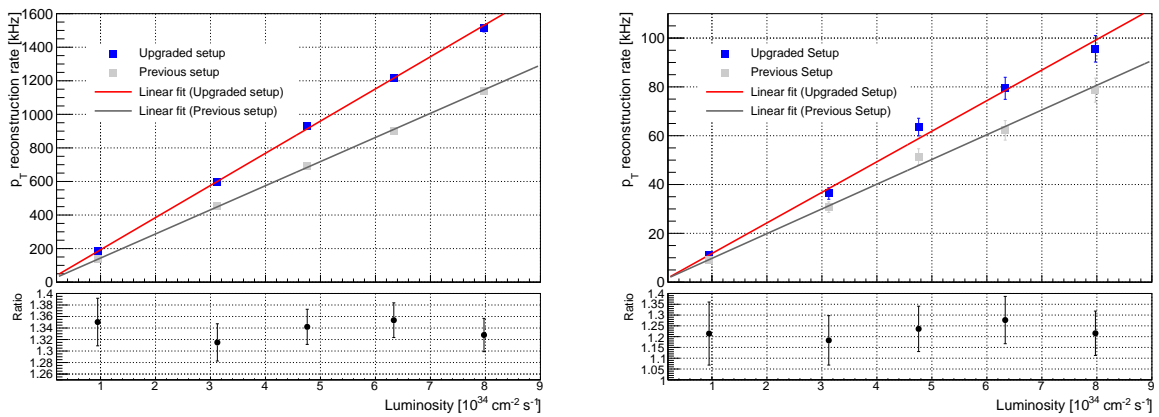 p_T reconstruction rate [kHz]
1600
1400
1200
1000
800
600
400
200
0
Upgraded setup
Previous setup
Linear fit (Upgraded setup)
Linear fit (Previous setup)
Ratio
1.4
1.38
1.36
1.34
1.32
1.3
1.28
1.26
1 2 3 4 5 6 7 8 9
Luminosity [10^34 cm^-2 s^-1]
p_T reconstruction rate [kHz]
100
80
60
40
20
0
Upgraded Setup
Previous Setup
Linear fit (Upgraded Setup)
Linear fit (Previous Setup)
Ratio
1.4
1.35
1.3
1.25
1.2
1.15
1.1
1.05
1
1 2 3 4 5 6 7 8 9
Luminosity [10^34 cm^-2 s^-1]